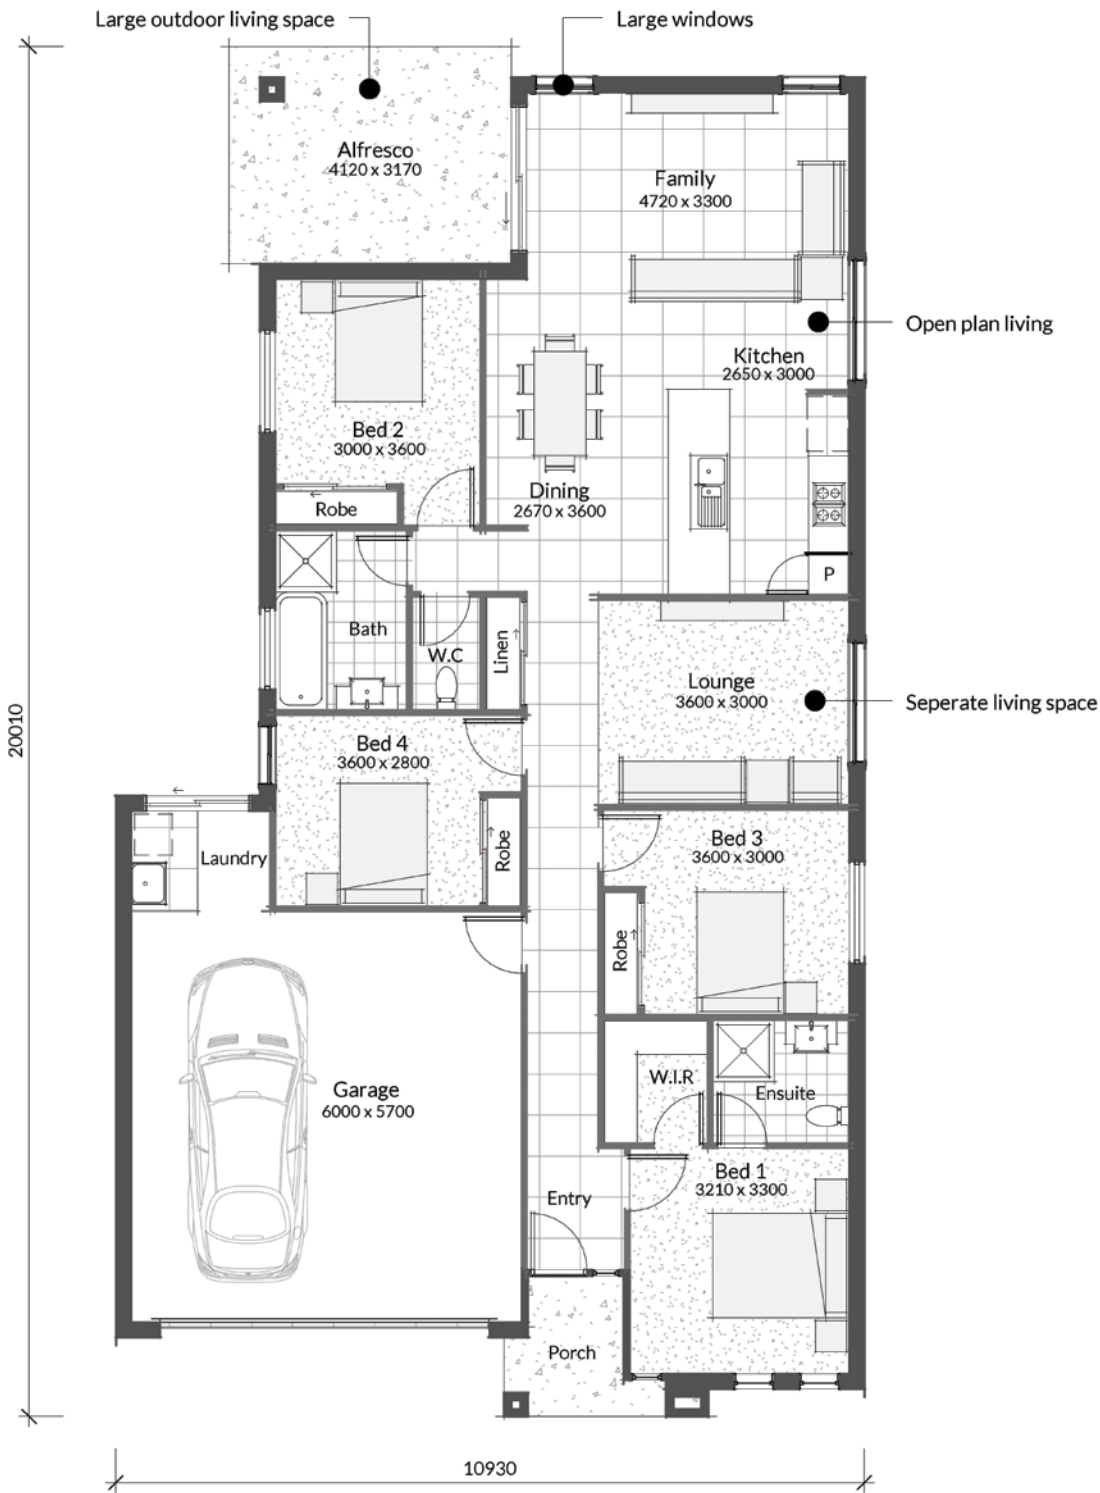 Large outdoor living space
Large windows
Alfresco
4120 x 3170
Family
4720 x 3300
Open plan living
Kitchen
2650 x 3000
Bed 2
3000 x 3600
Dining
2670 x 3600
Robe
P
Bath
W.C
Linen
Lounge
3600 x 3000
Seperate living space
20010
Bed 4
3600 x 2800
Robe
Laundry
Bed 3
3600 x 3000
Robe
Garage
6000 x 5700
W.I.R
Ensuite
Bed 1
3210 x 3300
Entry
Porch
10930